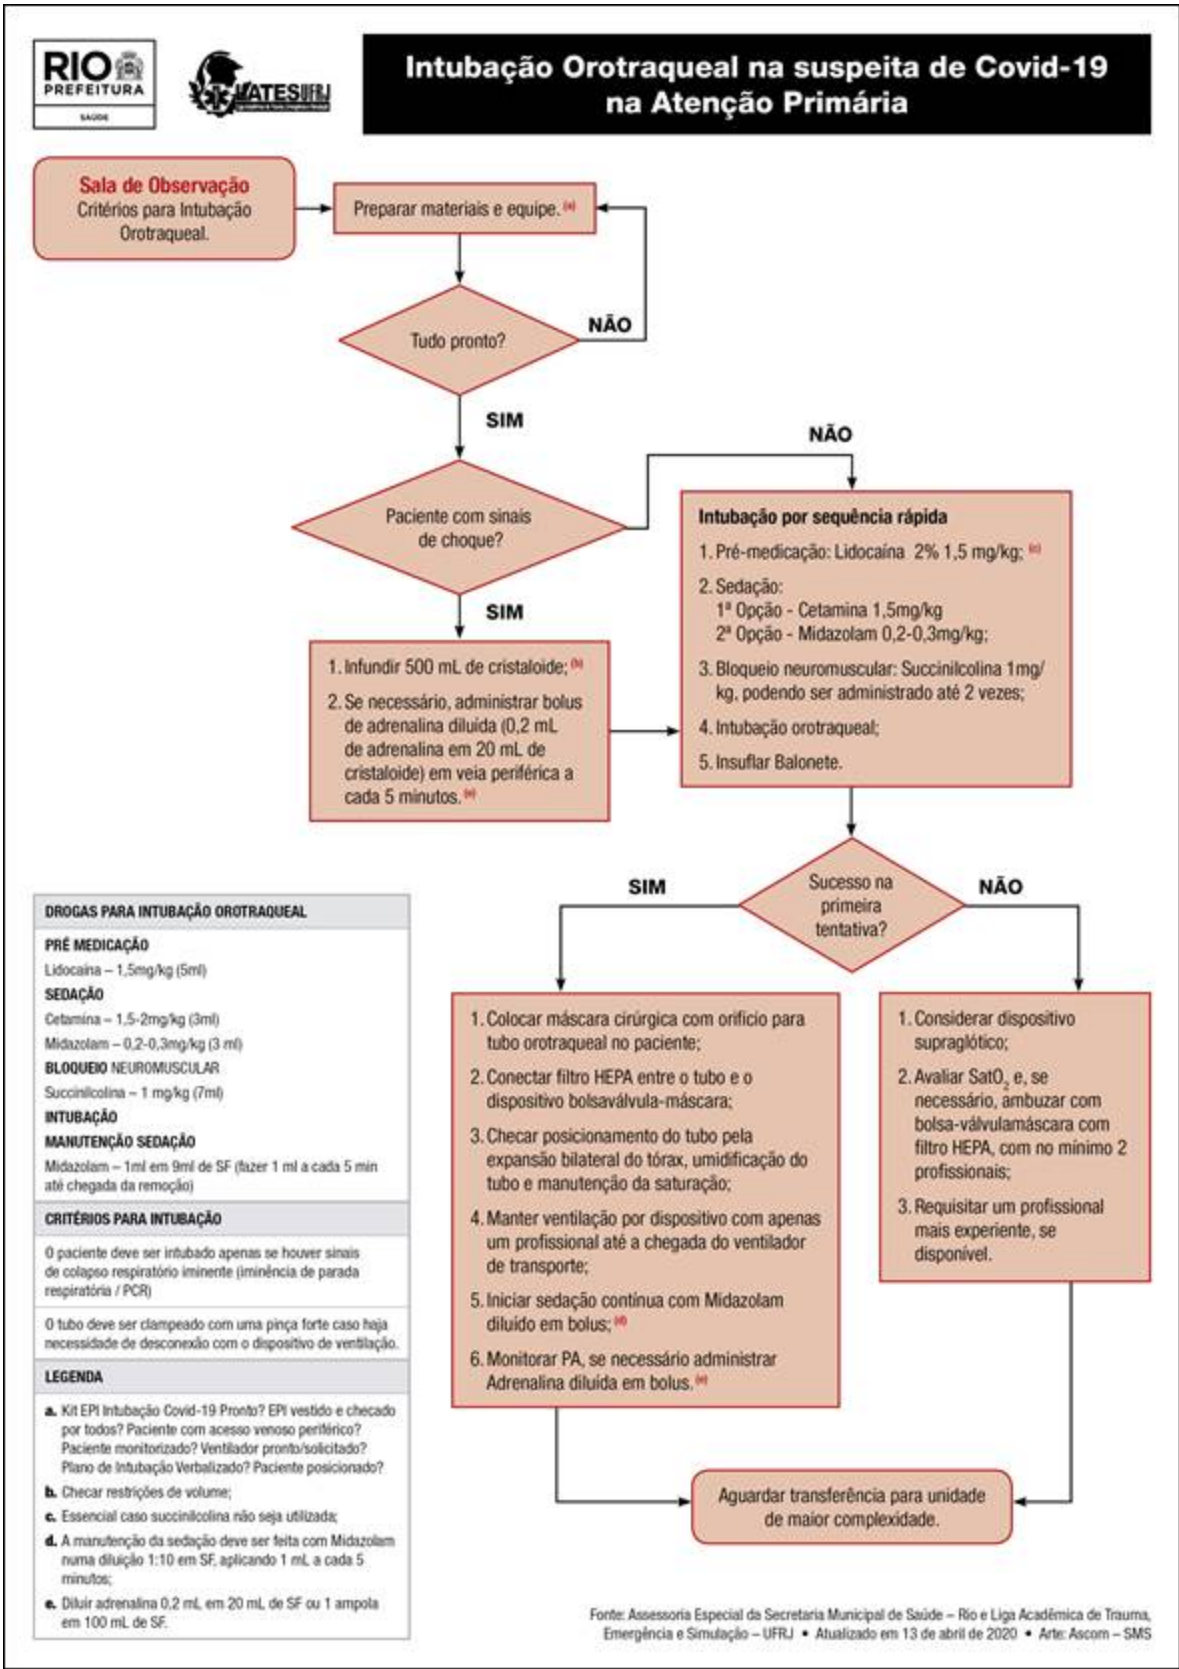 RIO
PREFEITURA
SAÚDE
LATESUFRJ
Intubação Orotraqueal na suspeita de Covid-19
na Atenção Primária
Sala de Observação
Critérios para Intubação
Orotraqueal.
Preparar materiais e equipe. (a)
Tudo pronto?
NÃO
SIM
Paciente com sinais
de choque?
NÃO
SIM
1. Infundir 500 mL de cristaloide; (b)
2. Se necessário, administrar bolus
de adrenalina diluída (0,2 mL
de adrenalina em 20 mL de
cristaloide) em veia periférica a
cada 5 minutos. (e)
Intubação por sequência rápida
1. Pré-medicação: Lidocaína 2% 1,5 mg/kg; (c)
2. Sedação:
1ª Opção - Cetamina 1,5mg/kg
2ª Opção - Midazolam 0,2-0,3mg/kg;
3. Bloqueio neuromuscular: Succinilcolina 1mg/
kg, podendo ser administrado até 2 vezes;
4. Intubação orotraqueal;
5. Insuflar Balonete.
Sucesso na
primeira
tentativa?
SIM
NÃO
1. Colocar máscara cirúrgica com orifício para
tubo orotraqueal no paciente;
2. Conectar filtro HEPA entre o tubo e o
dispositivo bolsaválvula-máscara;
3. Checar posicionamento do tubo pela
expansão bilateral do tórax, umidificação do
tubo e manutenção da saturação;
4. Manter ventilação por dispositivo com apenas
um profissional até a chegada do ventilador
de transporte;
5. Iniciar sedação contínua com Midazolam
diluído em bolus; (d)
6. Monitorar PA, se necessário administrar
Adrenalina diluída em bolus. (e)
1. Considerar dispositivo
supraglótico;
2. Avaliar SatO2 e, se
necessário, ambuzar com
bolsa-válvulamáscara com
filtro HEPA, com no mínimo 2
profissionais;
3. Requisitar um profissional
mais experiente, se
disponível.
Aguardar transferência para unidade
de maior complexidade.
DROGAS PARA INTUBAÇÃO OROTRAQUEAL
PRÉ MEDICAÇÃO
Lidocaína – 1,5mg/kg (5ml)
SEDAÇÃO
Cetamina – 1,5-2mg/kg (3ml)
Midazolam – 0,2-0,3mg/kg (3 ml)
BLOQUEIO NEUROMUSCULAR
Succinilcolina – 1 mg/kg (7ml)
INTUBAÇÃO
MANUTENÇÃO SEDAÇÃO
Midazolam – 1ml em 9ml de SF (fazer 1 ml a cada 5 min
até chegada da remoção)
CRITÉRIOS PARA INTUBAÇÃO
O paciente deve ser intubado apenas se houver sinais
de colapso respiratório iminente (iminência de parada
respiratória / PCR)
O tubo deve ser clampeado com uma pinça forte caso haja
necessidade de desconexão com o dispositivo de ventilação.
LEGENDA
a. Kit EPI Intubação Covid-19 Pronto? EPI vestido e checado
por todos? Paciente com acesso venoso periférico?
Paciente monitorizado? Ventilador pronto/solicitado?
Plano de Intubação Verbalizado? Paciente posicionado?
b. Checar restrições de volume;
c. Essencial caso succinilcolina não seja utilizada;
d. A manutenção da sedação deve ser feita com Midazolam
numa diluição 1:10 em SF, aplicando 1 mL a cada 5
minutos;
e. Diluir adrenalina 0,2 mL em 20 mL de SF ou 1 ampola
em 100 mL de SF.
Fonte: Assessoria Especial da Secretaria Municipal de Saúde – Rio e Liga Acadêmica de Trauma,
Emergência e Simulação – UFRJ • Atualizado em 13 de abril de 2020 • Arte: Ascom – SMS